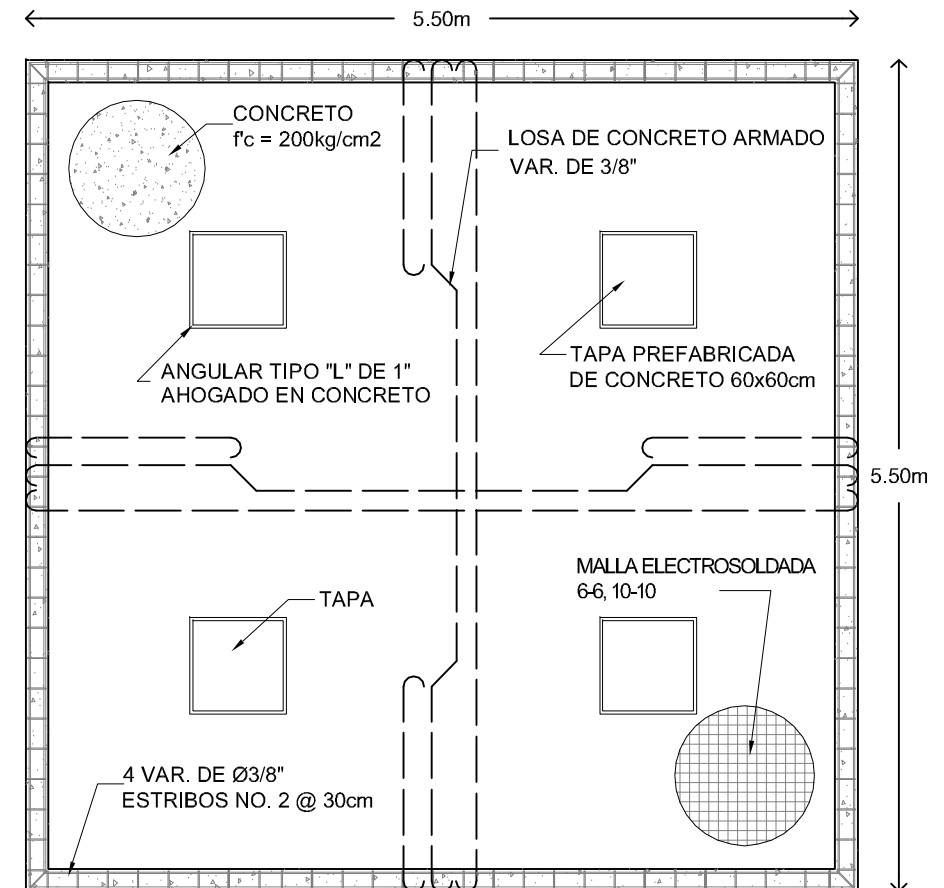 5.50m
CONCRETO
f'c = 200kg/cm2
LOSA DE CONCRETO ARMADO
VAR. DE 3/8"
ANGULAR TIPO "L" DE 1"
AHOGADO EN CONCRETO
TAPA PREFABRICADA
DE CONCRETO 60x60cm
5.50m
MALLA ELECTROSOLDADA
6-6, 10-10
TAPA
4 VAR. DE Ø3/8"
ESTRIBOS NO. 2 @ 30cm